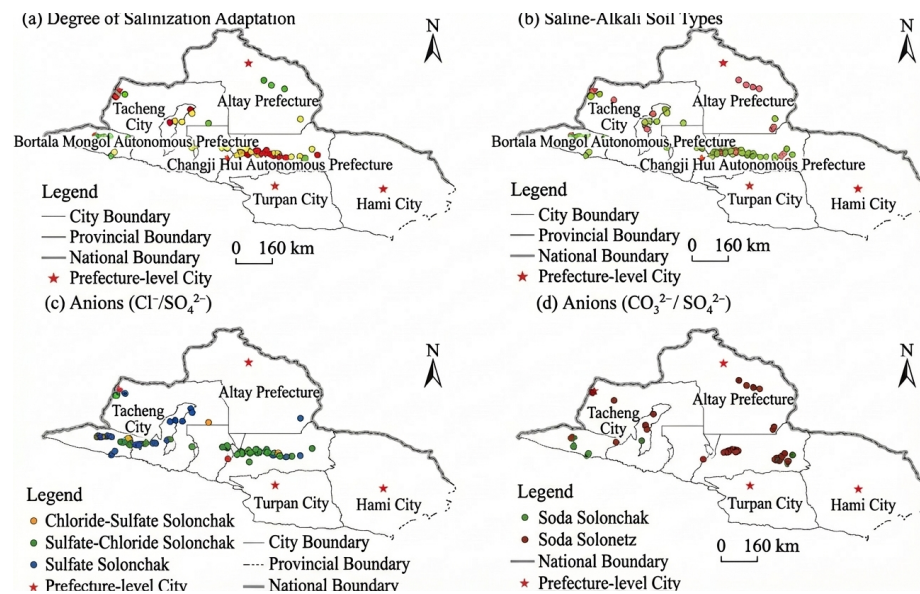 (a) Degree of Salinization Adaptation
N
Altay Prefecture
Tacheng
City
Bortala Mongol Autonomous Prefecture
Changji Hui Autonomous Prefecture
Legend
City Boundary
Provincial Boundary
National Boundary
Prefecture-level City
0 160 km
Turpan City
Hami City
(b) Saline-Alkali Soil Types
N
Altay Prefecture
Tacheng
City
Bortala Mongol Autonomous Prefecture
Changji Hui Autonomous Prefecture
Legend
City Boundary
Provincial Boundary
National Boundary
Prefecture-level City
0 160 km
Turpan City
Hami City
(c) Anions (Cl⁻/SO₄²⁻)
N
Altay Prefecture
Tacheng
City
Turpan City
Hami City
Legend
Chloride-Sulfate Solonchak
Sulfate-Chloride Solonchak
Sulfate Solonchak
Prefecture-level City
City Boundary
Provincial Boundary
National Boundary
(d) Anions (CO₃²⁻/ SO₄²⁻)
N
Altay Prefecture
Tacheng
City
Turpan City
Hami City
Legend
Soda Solonchak
Soda Solonetz
National Boundary
Prefecture-level City
0 160 km